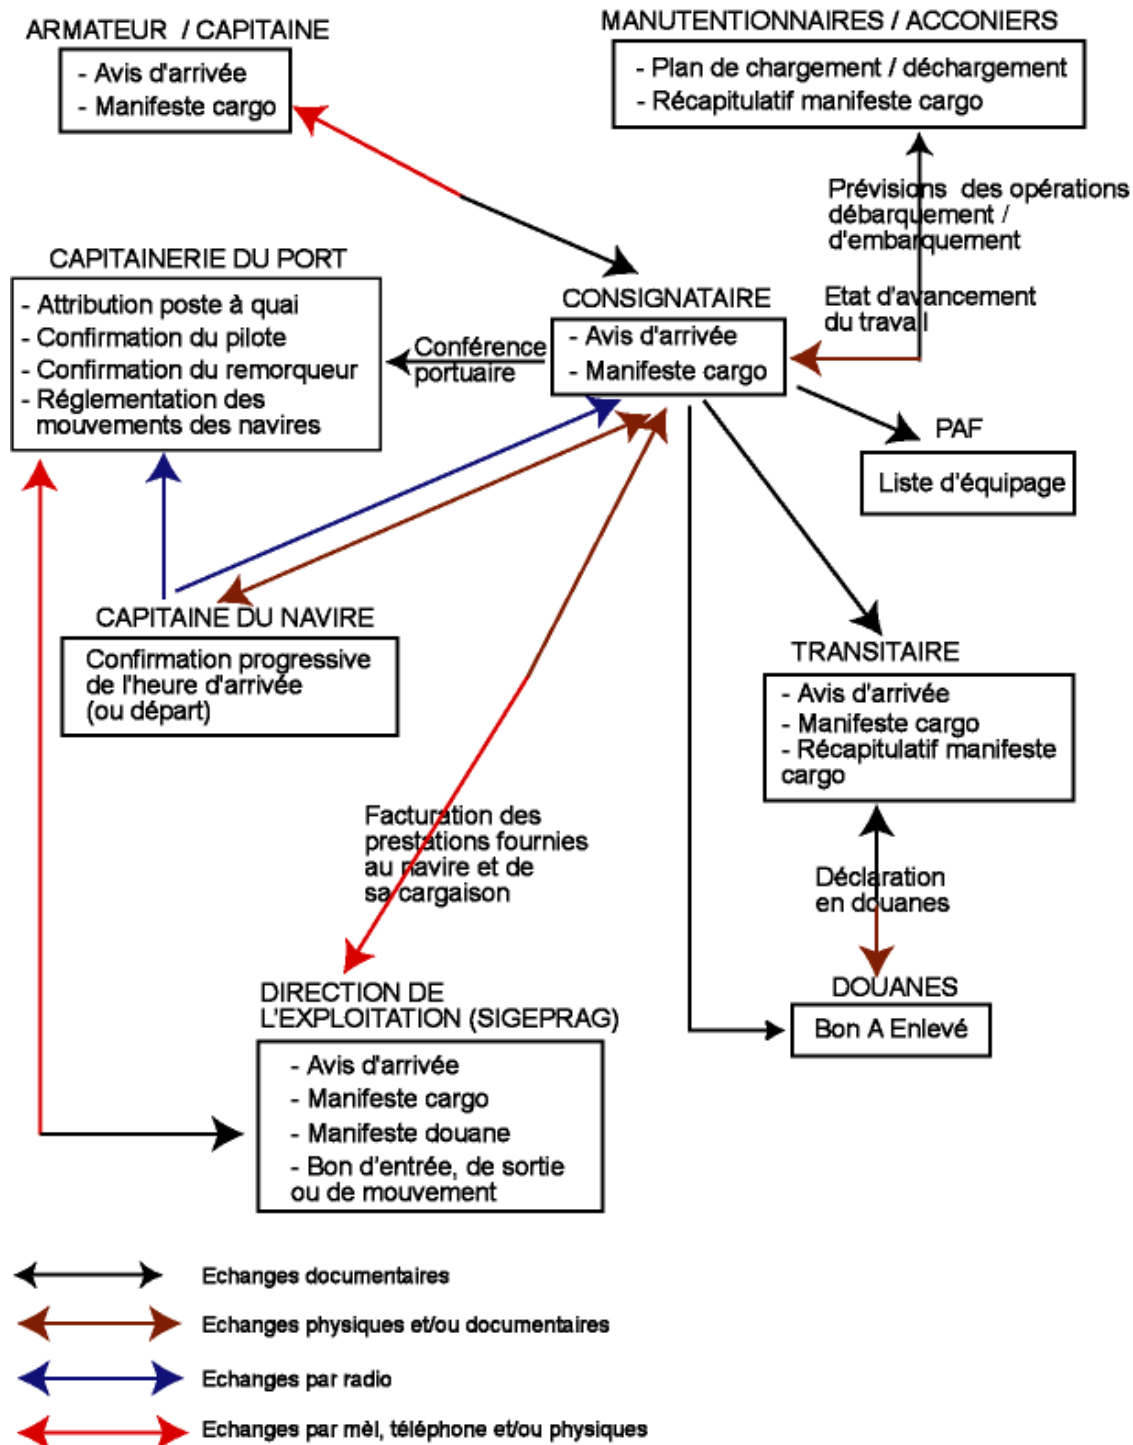 ARMATEUR / CAPITAINE
- Avis d'arrivée
- Manifeste cargo
MANUTENTIONNAIRES / ACCONIERS
- Plan de chargement / déchargement
- Récapitulatif manifeste cargo
Prévisions des opérations
débarquement /
d'embarquement
Etat d'avancement
du travail
CAPITAINERIE DU PORT
- Attribution poste à quai
- Confirmation du pilote
- Confirmation du remorqueur
- Réglementation des
mouvements des navires
Conférence
portuaire
CONSIGNATAIRE
- Avis d'arrivée
- Manifeste cargo
PAF
Liste d'équipage
CAPITAINE DU NAVIRE
Confirmation progressive
de l'heure d'arrivée
(ou départ)
TRANSITAIRE
- Avis d'arrivée
- Manifeste cargo
- Récapitulatif manifeste
cargo
Facturation des
prestations fournies
au navire et de
sa cargaison
Déclaration
en douanes
DOUANES
Bon A Enlevé
DIRECTION DE
L'EXPLOITATION (SIGEPRAG)
- Avis d'arrivée
- Manifeste cargo
- Manifeste douane
- Bon d'entrée, de sortie
ou de mouvement
Echanges documentaires
Echanges physiques et/ou documentaires
Echanges par radio
Echanges par mèl, téléphone et/ou physiques